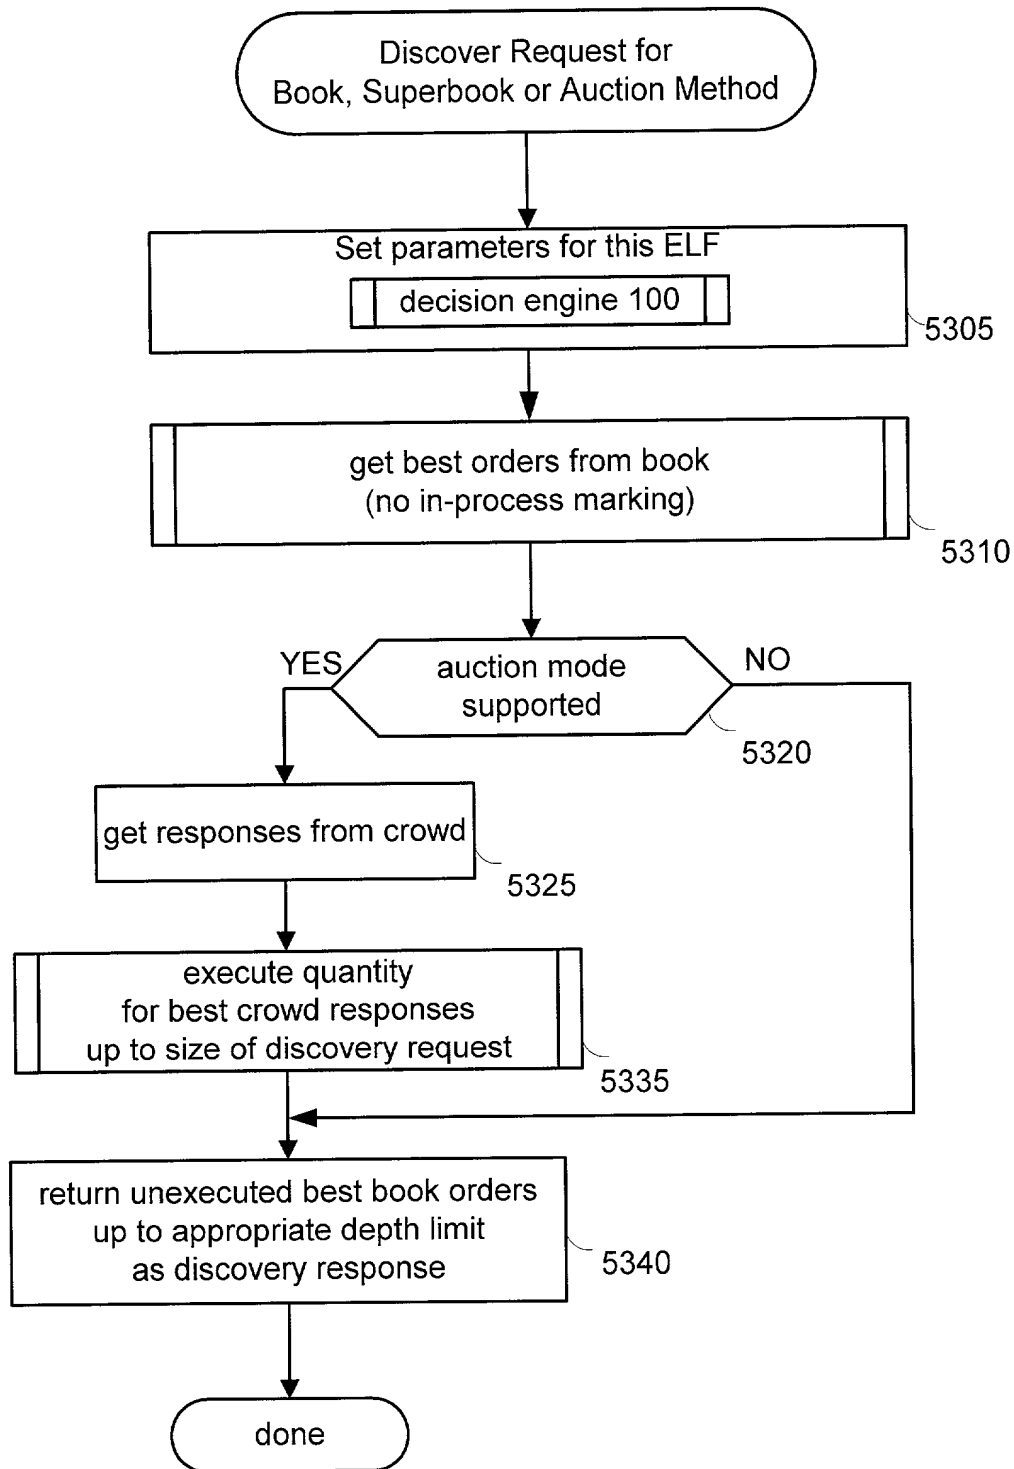 Discover Request for
Book, Superbook or Auction Method
Set parameters for this ELF
decision engine 100
5305
get best orders from book
(no in-process marking)
5310
YES
auction mode
supported
NO
5320
get responses from crowd
5325
execute quantity
for best crowd responses
up to size of discovery request
5335
return unexecuted best book orders
up to appropriate depth limit
as discovery response
5340
done